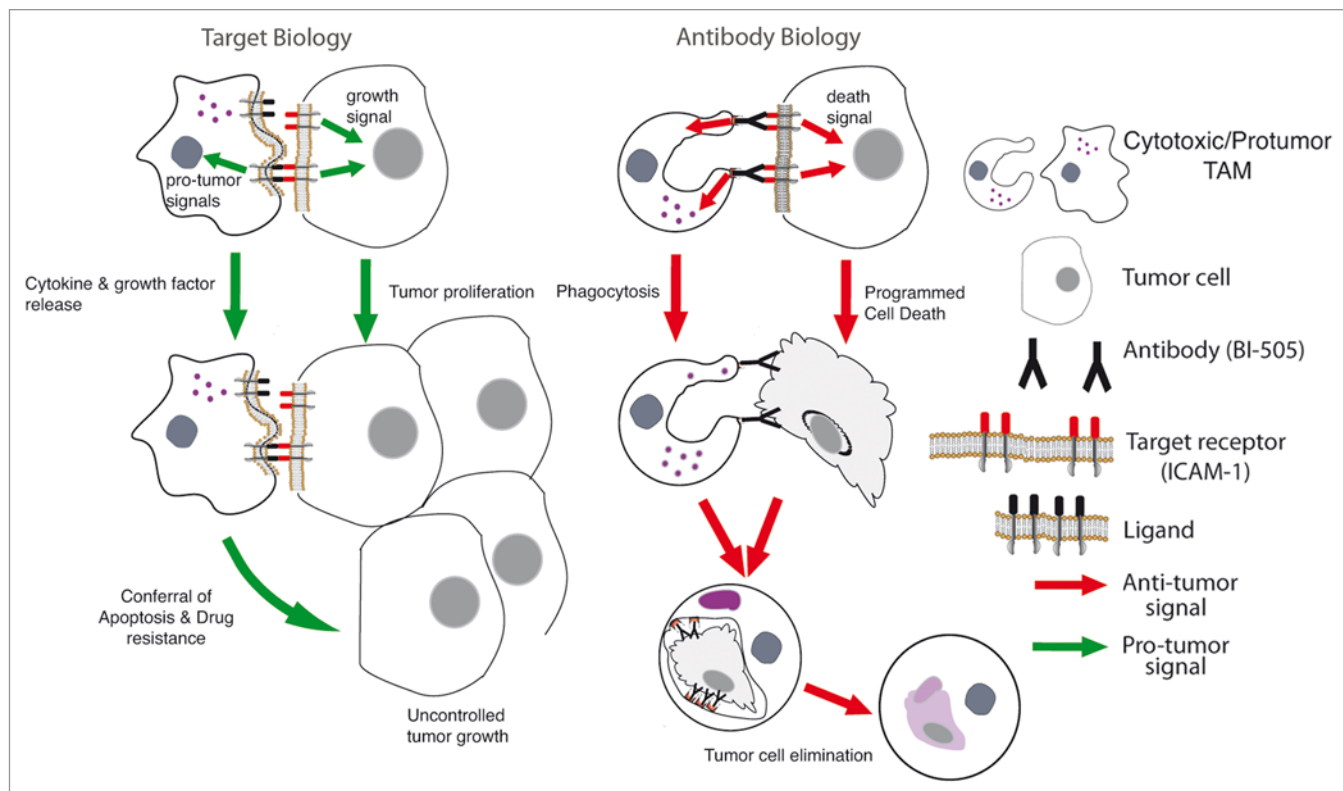 Target Biology
growth
signal
pro-tumor
signals
Cytokine & growth factor
release
Tumor proliferation
Conferral of
Apoptosis & Drug
resistance
Uncontrolled
tumor growth
Antibody Biology
death
signal
Phagocytosis
Programmed
Cell Death
Tumor cell elimination
Cytotoxic/Protumor
TAM
Tumor cell
Antibody (BI-505)
Target receptor
(ICAM-1)
Ligand
Anti-tumor
signal
Pro-tumor
signal